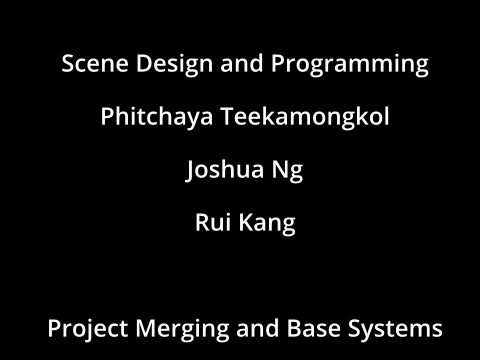 Scene Design and Programming
Phitchaya Teekamongkol
Joshua Ng
Rui Kang
Project Merging and Base Systems